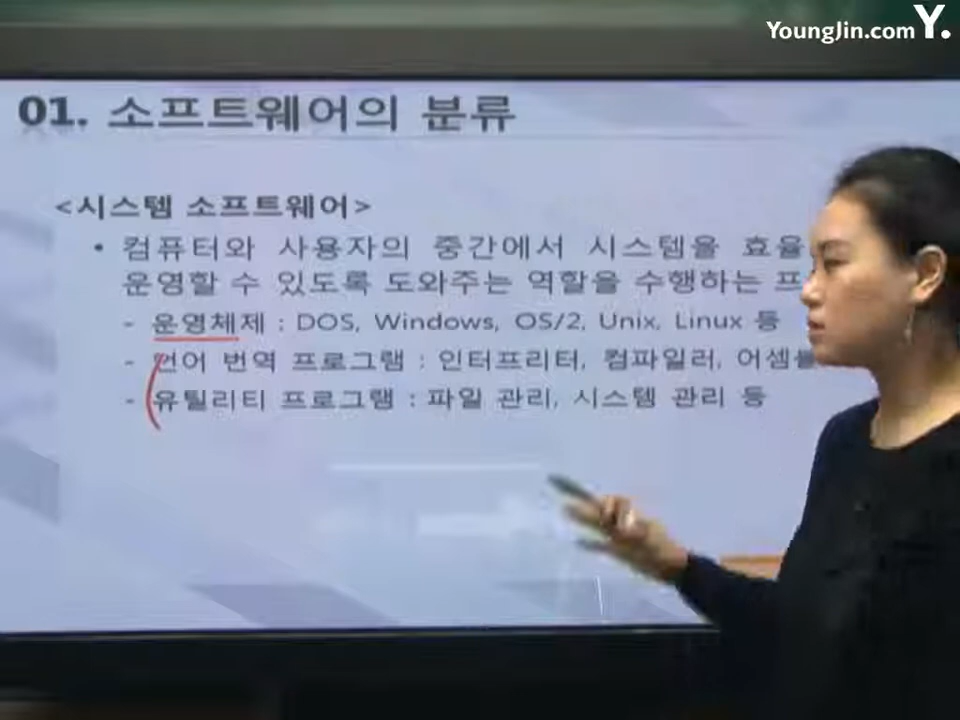 YoungJin.com Y.
01. 소프트웨어의 분류
<시스템 소프트웨어>
• 컴퓨터와 사용자의 중간에서 시스템을 효율
운영할 수 있도록 도와주는 역할을 수행하는 프
- 운영체제 : DOS, Windows, OS/2, Unix, Linux 등
- 언어 번역 프로그램 : 인터프리터, 컴파일러, 어셈블
- 유틸리티 프로그램 : 파일 관리, 시스템 관리 등